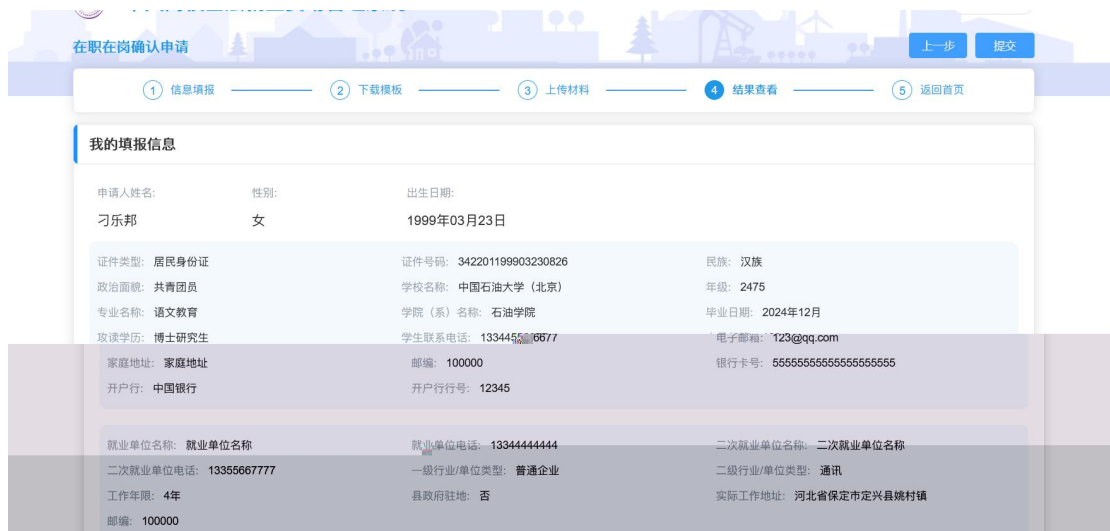 在职在岗确认申请 上一步 提交
1 信息填报 2 下载模板 3 上传材料 4 结果查看 5 返回首页
我的填报信息
申请人姓名: 性别: 出生日期:
刁乐邦 女 1999年03月23日
证件类型: 居民身份证 证件号码: 342201199903230826 民族: 汉族
政治面貌: 共青团员 学校名称: 中国石油大学（北京） 年级: 2475
专业名称: 语文教育 学院（系）名称: 石油学院 毕业日期: 2024年12月
攻读学历: 博士研究生 学生联系电话: 电子邮箱: 123@qq.com
家庭地址: 家庭地址 邮编: 100000 银行卡号: 55555555555555555555
开户行: 中国银行 开户行行号: 12345
就业单位名称: 就业单位名称 就业单位电话: 13344444444 二次就业单位名称: 二次就业单位名称
二次就业单位电话: 13355667777 一级行业/单位类型: 普通企业 二级行业/单位类型: 通讯
工作年限: 4年 县政府驻地: 否 实际工作地址: 河北省保定市定兴县姚村镇
邮编: 100000